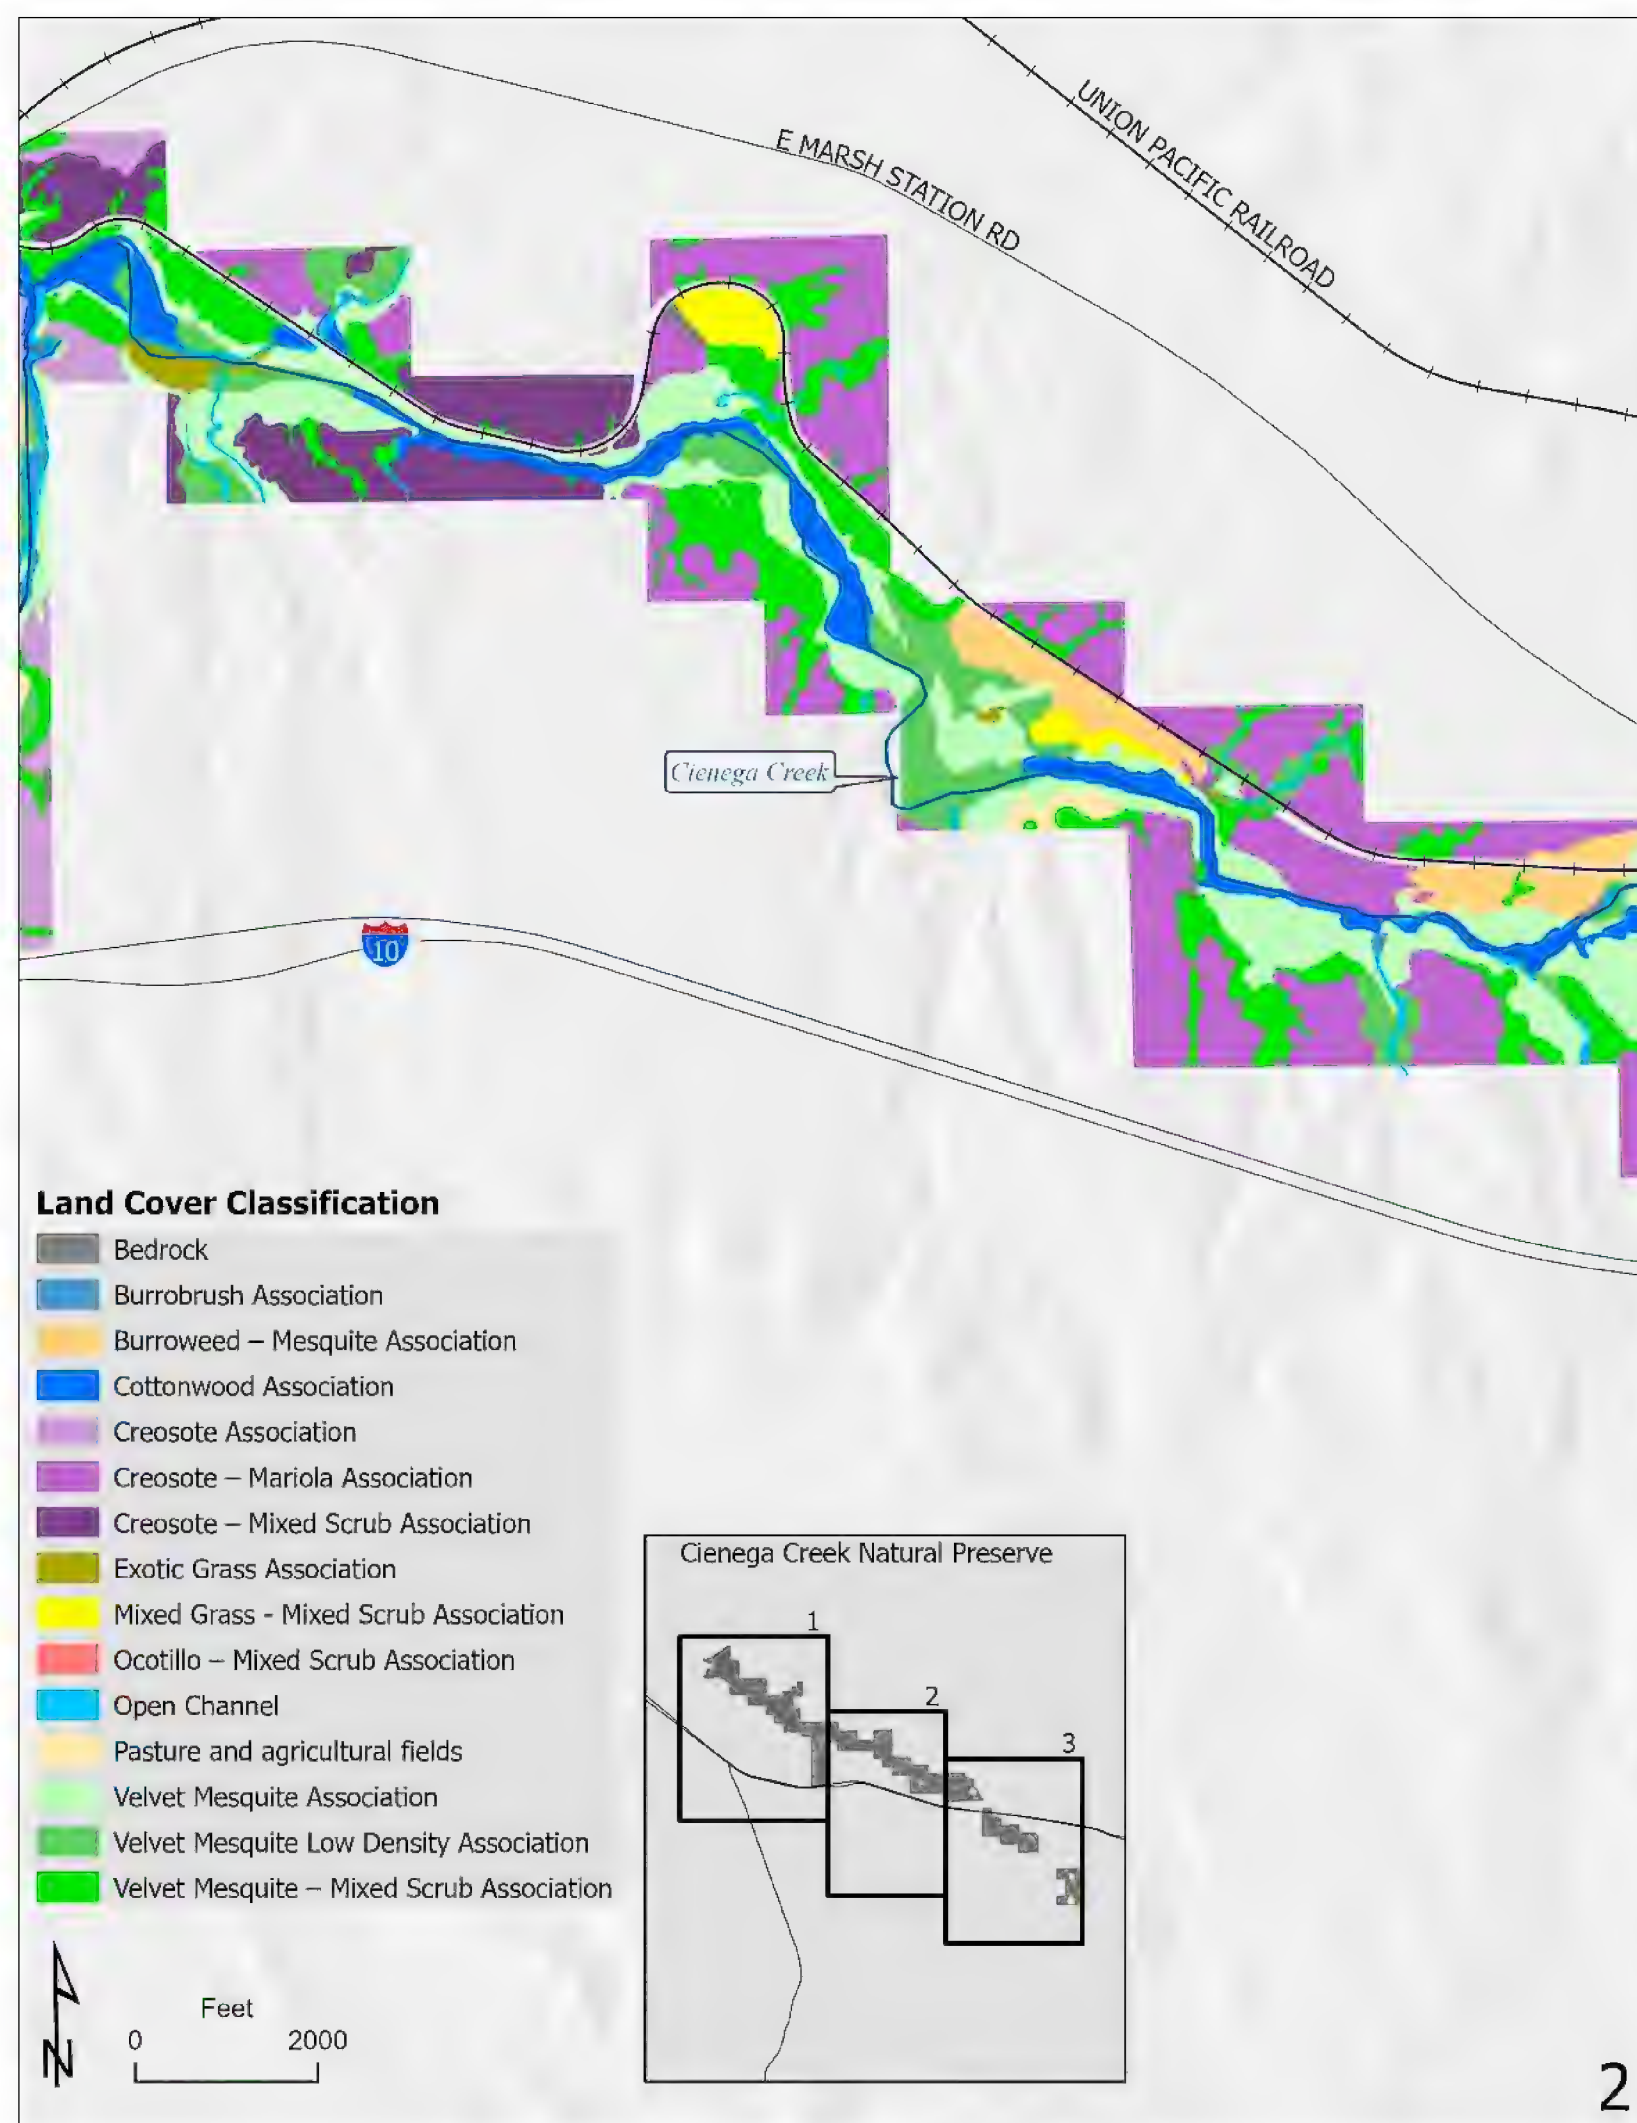 UNION PACIFIC RAILROAD
E MARSH STATION RD
Cienega Creek
10
Land Cover Classification
Bedrock
Burrobrush Association
Burroweed – Mesquite Association
Cottonwood Association
Creosote Association
Creosote – Mariola Association
Creosote – Mixed Scrub Association
Exotic Grass Association
Mixed Grass - Mixed Scrub Association
Ocotillo – Mixed Scrub Association
Open Channel
Pasture and agricultural fields
Velvet Mesquite Association
Velvet Mesquite Low Density Association
Velvet Mesquite – Mixed Scrub Association
Cienega Creek Natural Preserve
1
2
3
N
Feet
0 2000
2